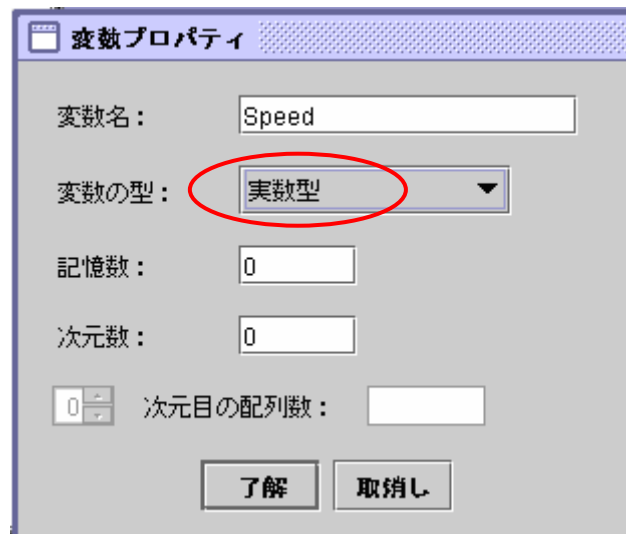 変数プロパティ
変数名：
Speed
変数の型：
実数型
記憶数：
0
次元数：
0
0 次元目の配列数：
了解 取消し